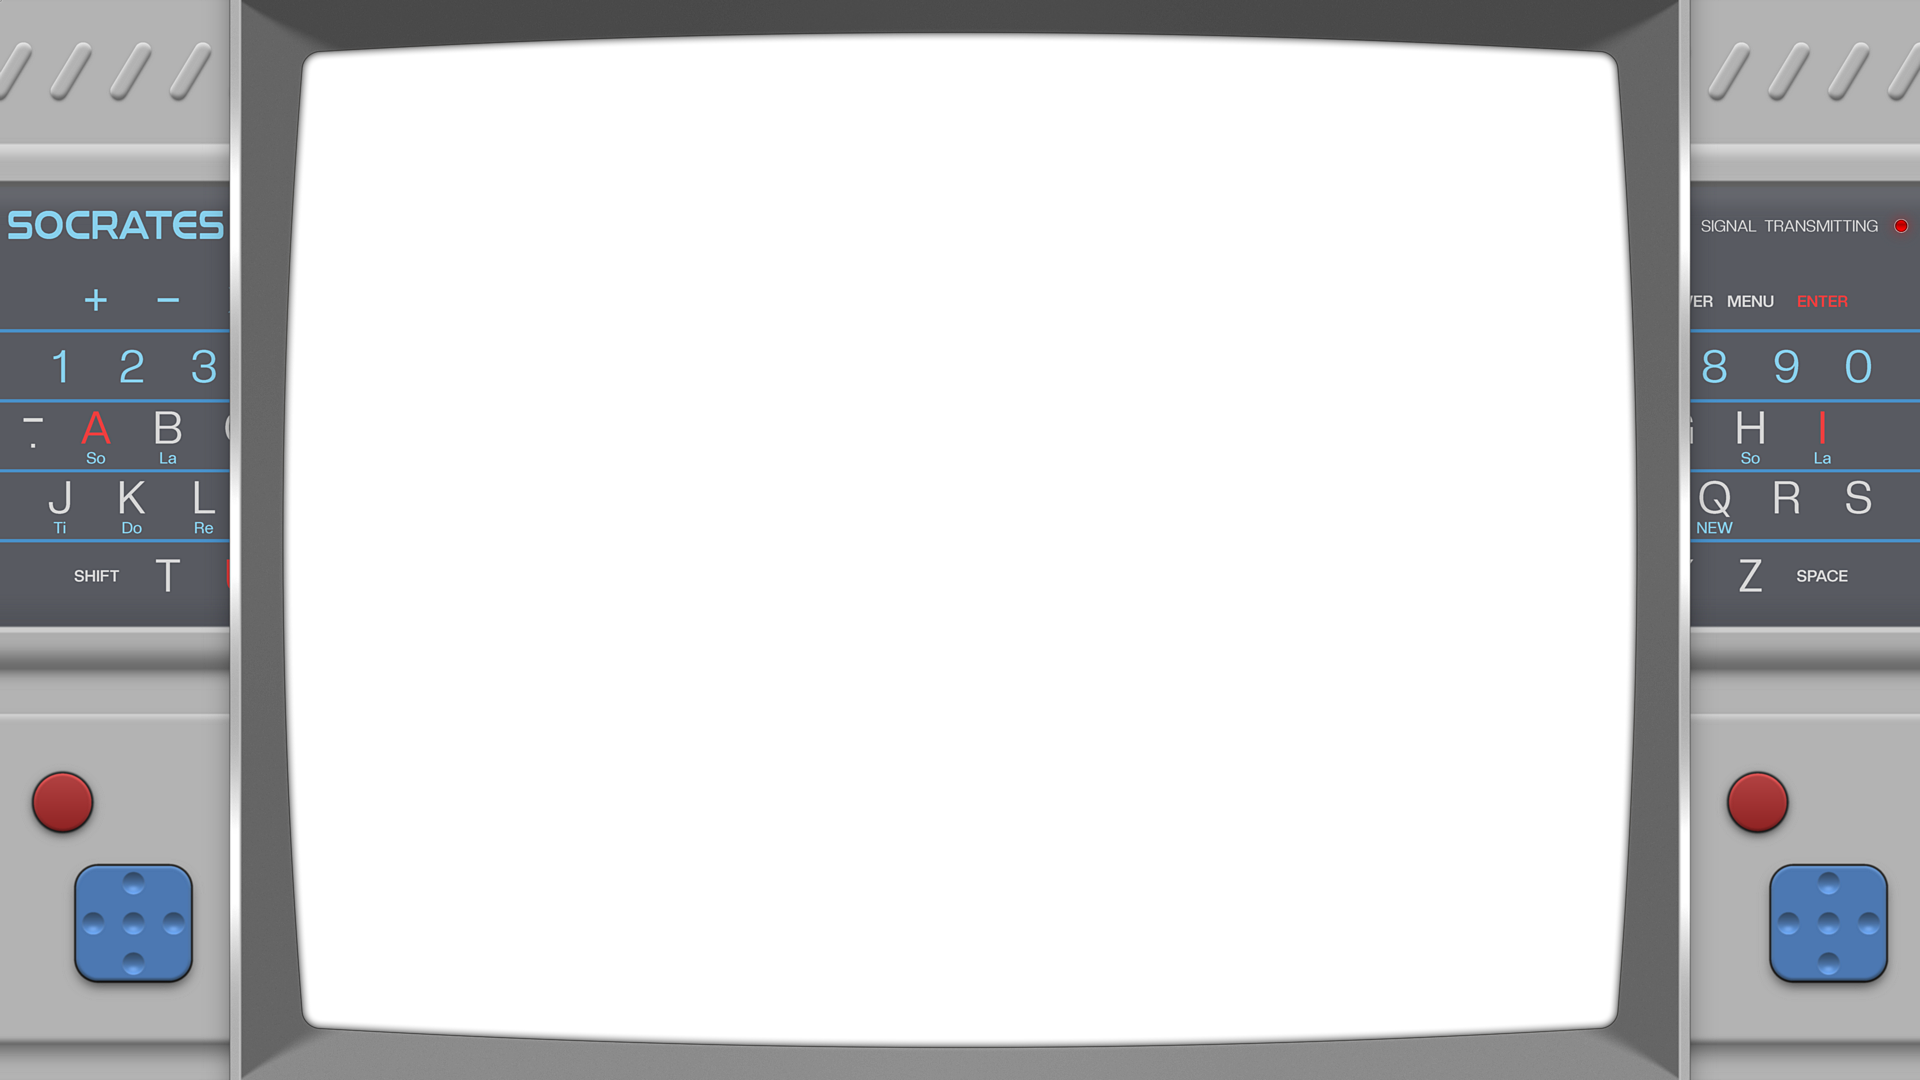 SOCRATES
SIGNAL TRANSMITTING
+ −
MENU ENTER
1 2 3
8 9 0
- A B
. So La
H I
So La
J K L
Ti Do Re
Q R S
NEW
SHIFT T
Z SPACE